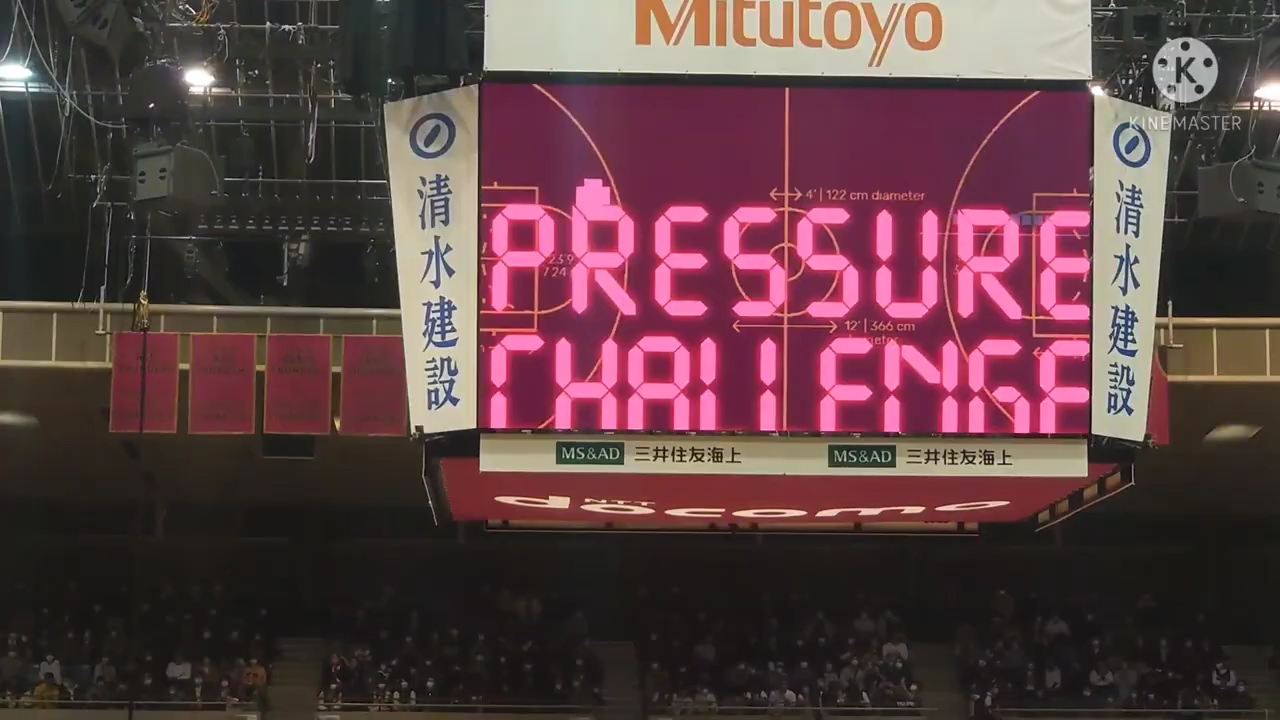 Mitutoyo
K
KINEMASTER
清水建設
清水建設
4' | 122 cm diameter
PRESSURE
12' | 366 cm
CHALLENGE
MS&AD 三井住友海上
MS&AD 三井住友海上
NTT
docomo